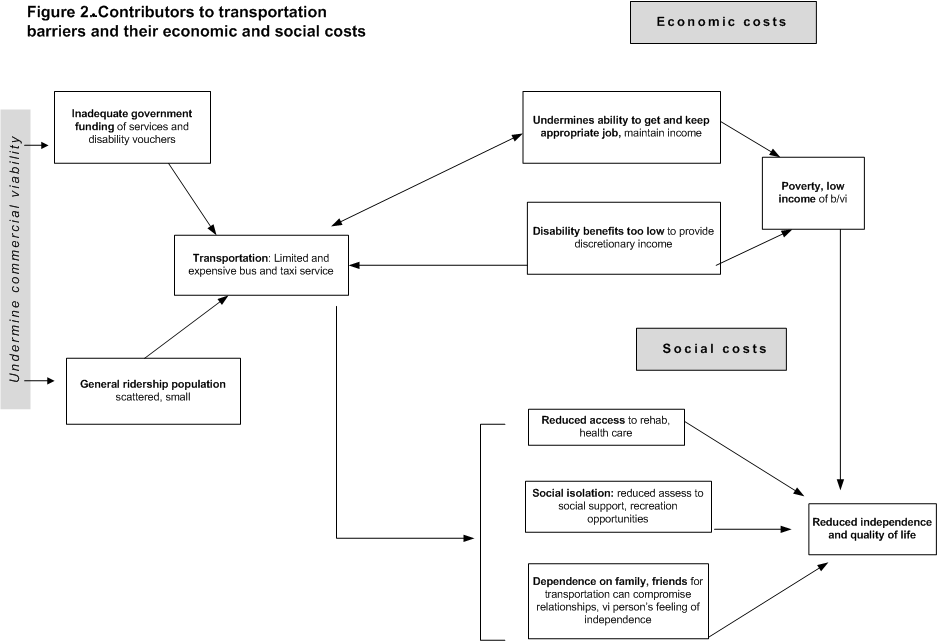 Figure 2. Contributors to transportation
barriers and their economic and social costs
Economic costs
Undermine commercial viability
Inadequate government
funding of services and
disability vouchers
Undermines ability to get and keep
appropriate job, maintain income
Poverty, low
income of b/vi
Transportation: Limited and
expensive bus and taxi service
Disability benefits too low to provide
discretionary income
Social costs
General ridership population
scattered, small
Reduced access to rehab,
health care
Social isolation: reduced assess to
social support, recreation
opportunities
Reduced independence
and quality of life
Dependence on family, friends for
transportation can compromise
relationships, vi person's feeling of
independence